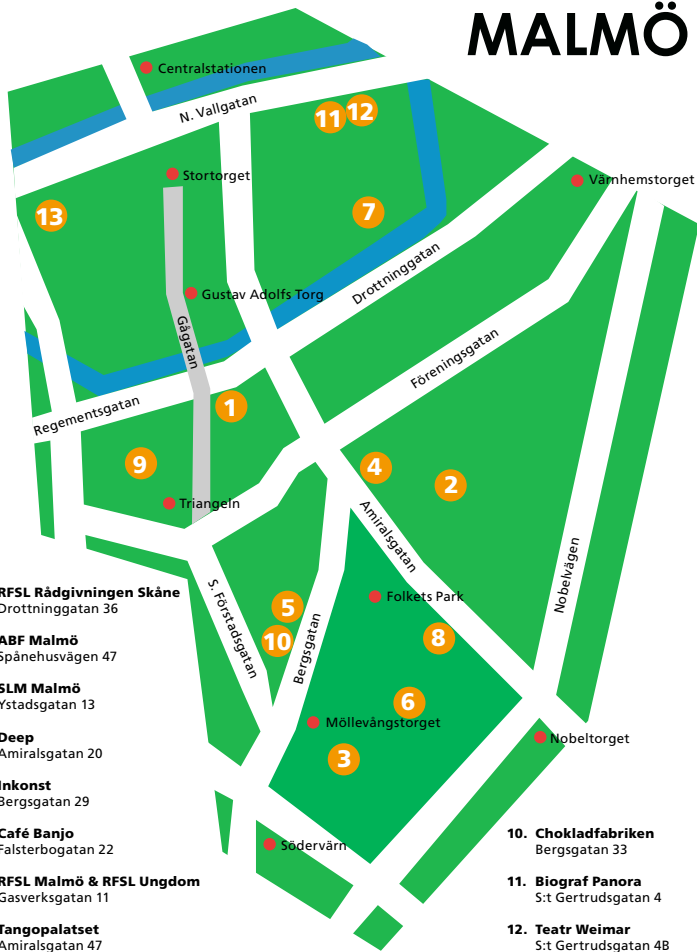 MALMÖ
Centralstationen
N. Vallgatan
11
12
Stortorget
Värnhemstorget
13
7
Drottninggatan
Gustav Adolfs Torg
Gågatan
Föreningsgatan
Regementsgatan
1
9
4
2
Triangeln
Amiralsgatan
Nobelvägen
S. Förstadsgatan
5
10
Bergsgatan
Folkets Park
8
6
Möllevångstorget
3
Nobeltorget
Södervärn
RFSL Rådgivningen Skåne
Drottninggatan 36
ABF Malmö
Spånehusvägen 47
SLM Malmö
Ystadsgatan 13
Deep
Amiralsgatan 20
Inkonst
Bergsgatan 29
Café Banjo
Falsterbogatan 22
RFSL Malmö & RFSL Ungdom
Gasverksgatan 11
Tangopalatset
Amiralsgatan 47
10. Chokladfabriken
Bergsgatan 33
11. Biograf Panora
S:t Gertrudsgatan 4
12. Teatr Weimar
S:t Gertrudsgatan 4B